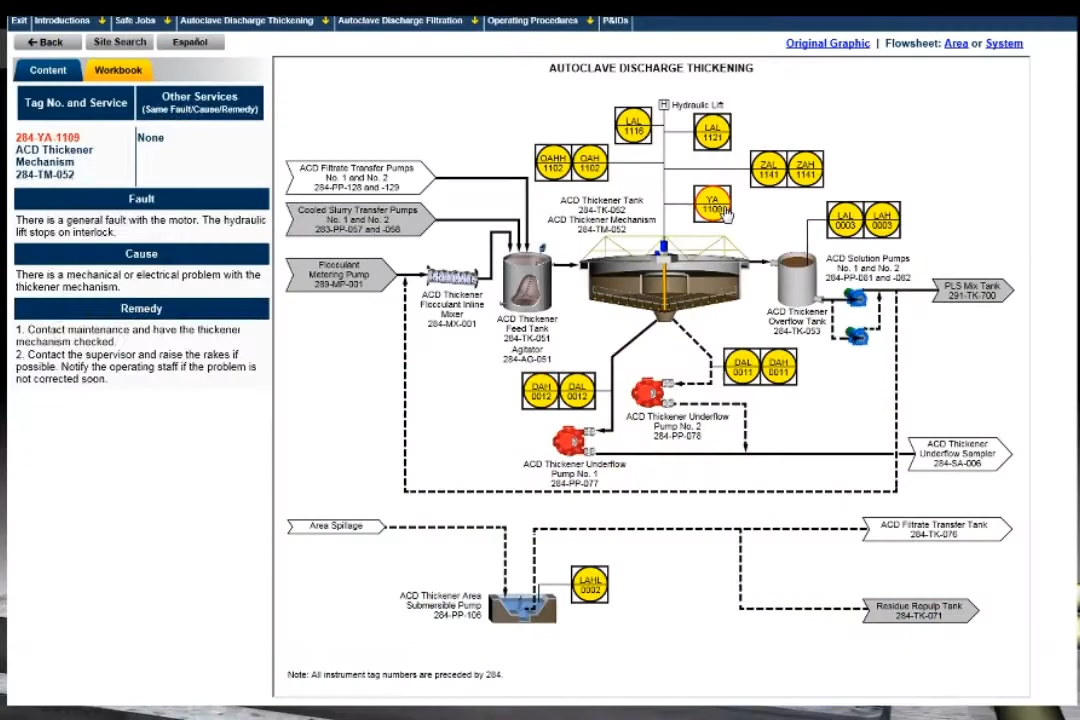 Exit Introductions Safe Jobs Autoclave Discharge Thickening Autoclave Discharge Filtration Operating Procedures P&IDs
Back Site Search Español
Original Graphic | Flowsheet: Area or System
Content Workbook
Tag No. and Service
Other Services
(Same Fault/Cause/Remedy)
284-YA-1109
ACD Thickener
Mechanism
284-TM-052
None
Fault
There is a general fault with the motor. The hydraulic
lift stops on interlock.
Cause
There is a mechanical or electrical problem with the
thickener mechanism.
Remedy
1. Contact maintenance and have the thickener
mechanism checked.
2. Contact the supervisor and raise the rakes if
possible. Notify the operating staff if the problem is
not corrected soon.
AUTOCLAVE DISCHARGE THICKENING
H Hydraulic Lift
LAL
1116
LAL
1121
OAHH
1102
OAH
1102
ZAL
1141
ZAH
1141
YA
1109
LAL
0003
LAH
0003
ACD Filtrate Transfer Pumps
No. 1 and No. 2
284-PP-128 and -129
Cooled Slurry Transfer Pumps
No. 1 and No. 2
283-PP-057 and -058
Flocculant
Metering Pump
289-MP-001
ACD Thickener Tank
284-TK-052
ACD Thickener Mechanism
284-TM-052
ACD Thickener
Flocculant Inline
Mixer
284-MX-001
ACD Thickener
Feed Tank
284-TK-051
Agitator
284-AG-051
ACD Solution Pumps
No. 1 and No. 2
284-PP-081 and -082
PLS Mix Tank
291-TK-700
ACD Thickener
Overflow Tank
284-TK-053
DAH
0012
DAL
0012
DAL
0011
DAH
0011
ACD Thickener Underflow
Pump No. 2
284-PP-078
ACD Thickener Underflow
Pump No. 1
284-PP-077
ACD Thickener
Underflow Sampler
284-SA-006
Area Spillage
ACD Filtrate Transfer Tank
284-TK-076
LAHL
0002
ACD Thickener Area
Submersible Pump
284-PP-106
Residue Repulp Tank
284-TK-071
Note: All instrument tag numbers are preceded by 284.